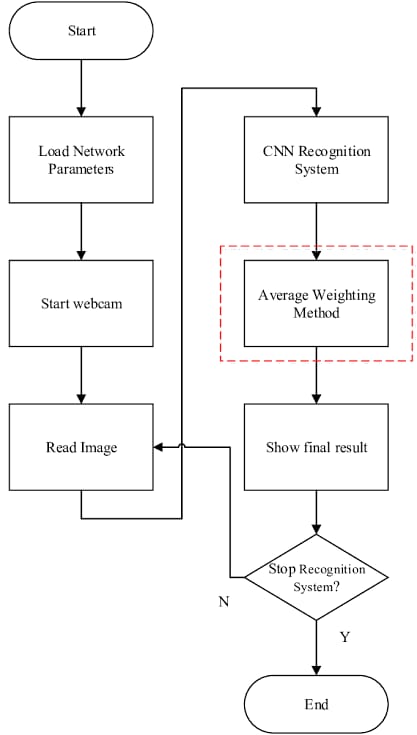 Start
Load Network
Parameters
Start webcam
Read Image
CNN Recognition
System
Average Weighting
Method
Show final result
Stop Recognition
System?
N
Y
End